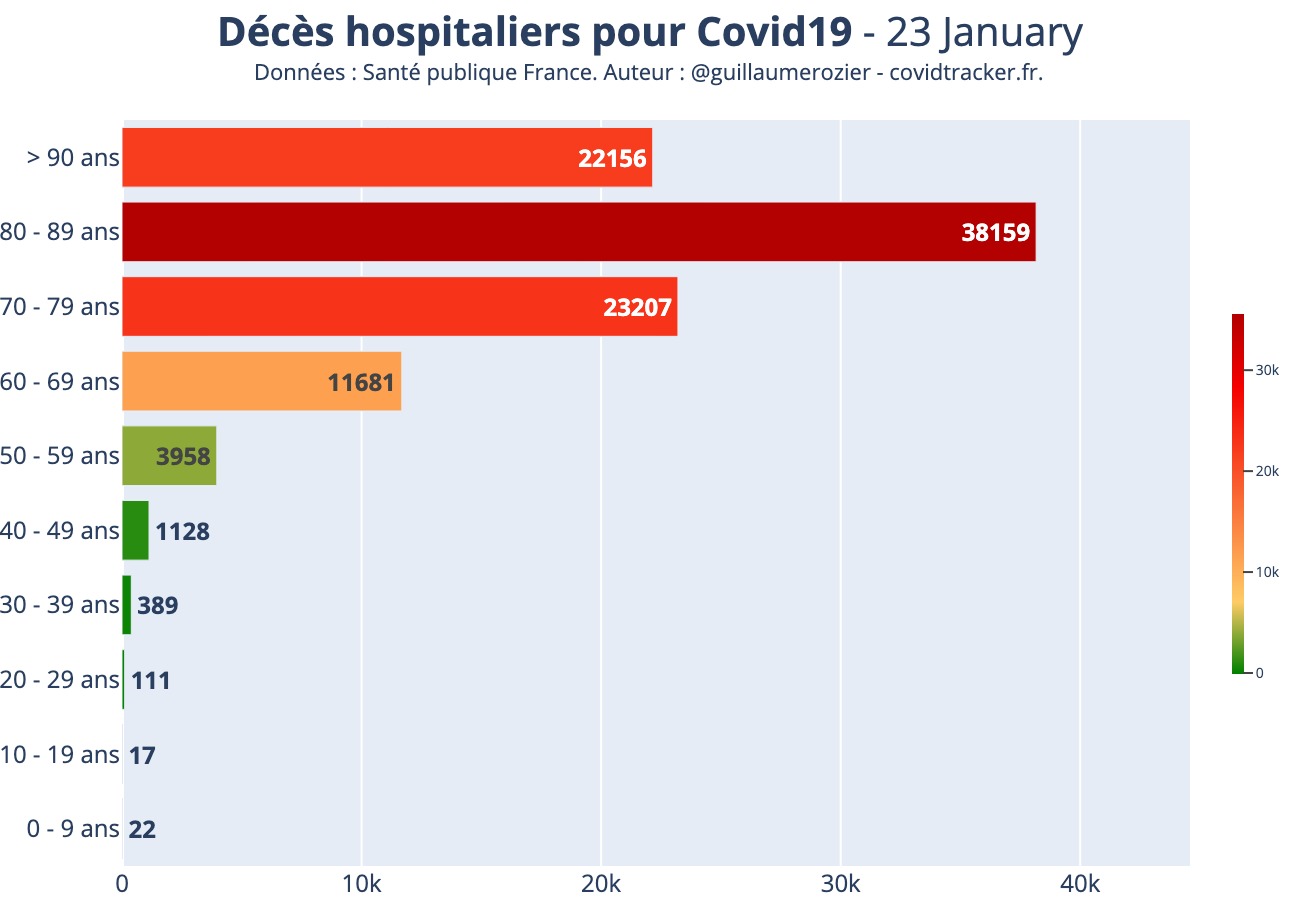 Décès hospitaliers pour Covid19 - 23 January
Données : Santé publique France. Auteur : @guillaumerozier - covidtracker.fr.
> 90 ans 22156
80 - 89 ans 38159
70 - 79 ans 23207
60 - 69 ans 11681
50 - 59 ans 3958
40 - 49 ans 1128
30 - 39 ans 389
20 - 29 ans 111
10 - 19 ans 17
0 - 9 ans 22
0 10k 20k 30k 40k
30k
20k
10k
0